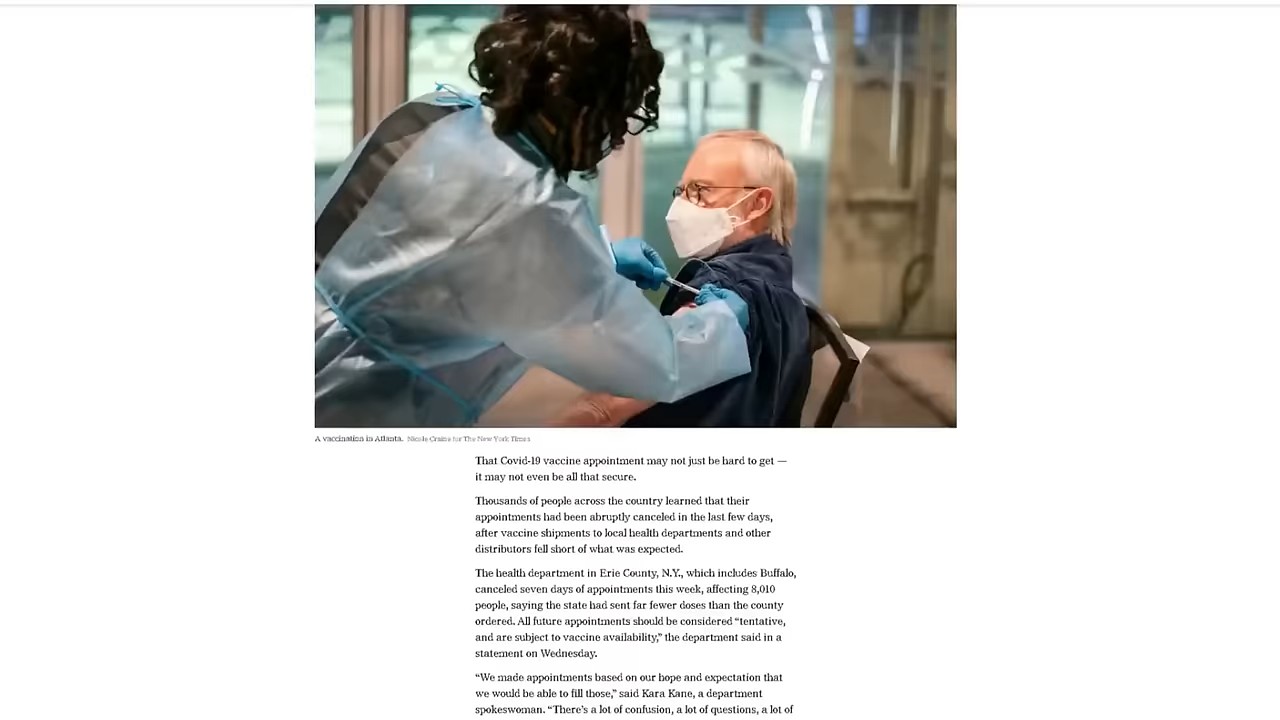 A vaccination in Atlanta. Nicole Craine for The New York Times
That Covid-19 vaccine appointment may not just be hard to get —
it may not even be all that secure.
Thousands of people across the country learned that their
appointments had been abruptly canceled in the last few days,
after vaccine shipments to local health departments and other
distributors fell short of what was expected.
The health department in Erie County, N.Y., which includes Buffalo,
canceled seven days of appointments this week, affecting 8,010
people, saying the state had sent far fewer doses than the county
ordered. All future appointments should be considered “tentative,
and are subject to vaccine availability,” the department said in a
statement on Wednesday.
“We made appointments based on our hope and expectation that
we would be able to fill those,” said Kara Kane, a department
spokeswoman. “There’s a lot of confusion, a lot of questions, a lot of